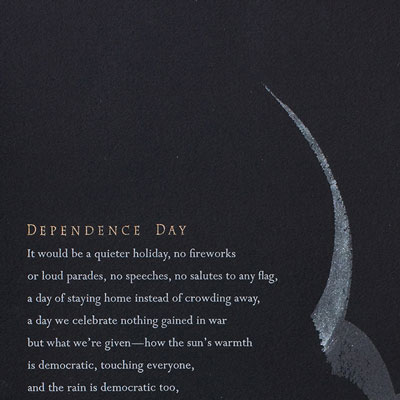 DEPENDENCE DAY
It would be a quieter holiday, no fireworks
or loud parades, no speeches, no salutes to any flag,
a day of staying home instead of crowding away,
a day we celebrate nothing gained in war
but what we're given—how the sun's warmth
is democratic, touching everyone,
and the rain is democratic too,